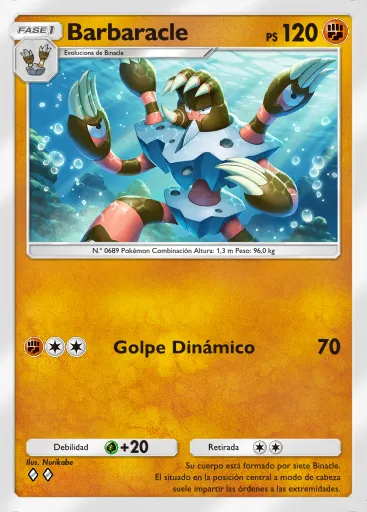 FASE 1
Barbaracle
PS 120
Evoluciona de Binacle
N.º 0689 Pokémon Combinación Altura: 1,3 m Peso: 96,0 kg
Golpe Dinámico 70
Debilidad +20 Retirada
Ilus. Nurikabe
Su cuerpo está formado por siete Binacle.
El situado en la posición central a modo de cabeza
suele impartir las órdenes a las extremidades.